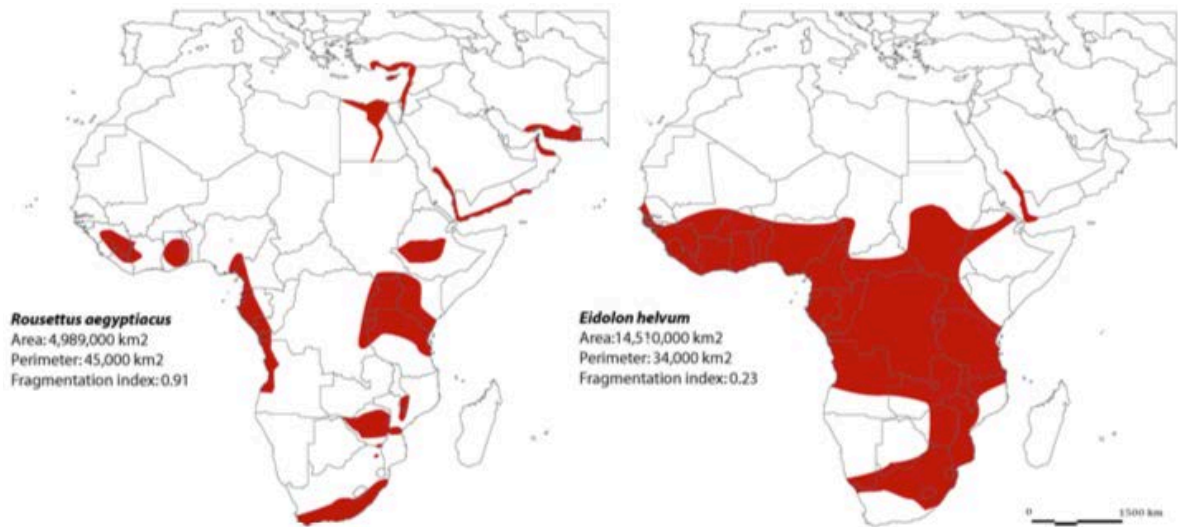 Rousettus aegyptiacus
Area: 4,989,000 km2
Perimeter: 45,000 km2
Fragmentation index: 0.91
Eidolon helvum
Area:14,510,000 km2
Perimeter: 34,000 km2
Fragmentation index: 0.23
0 1500 km